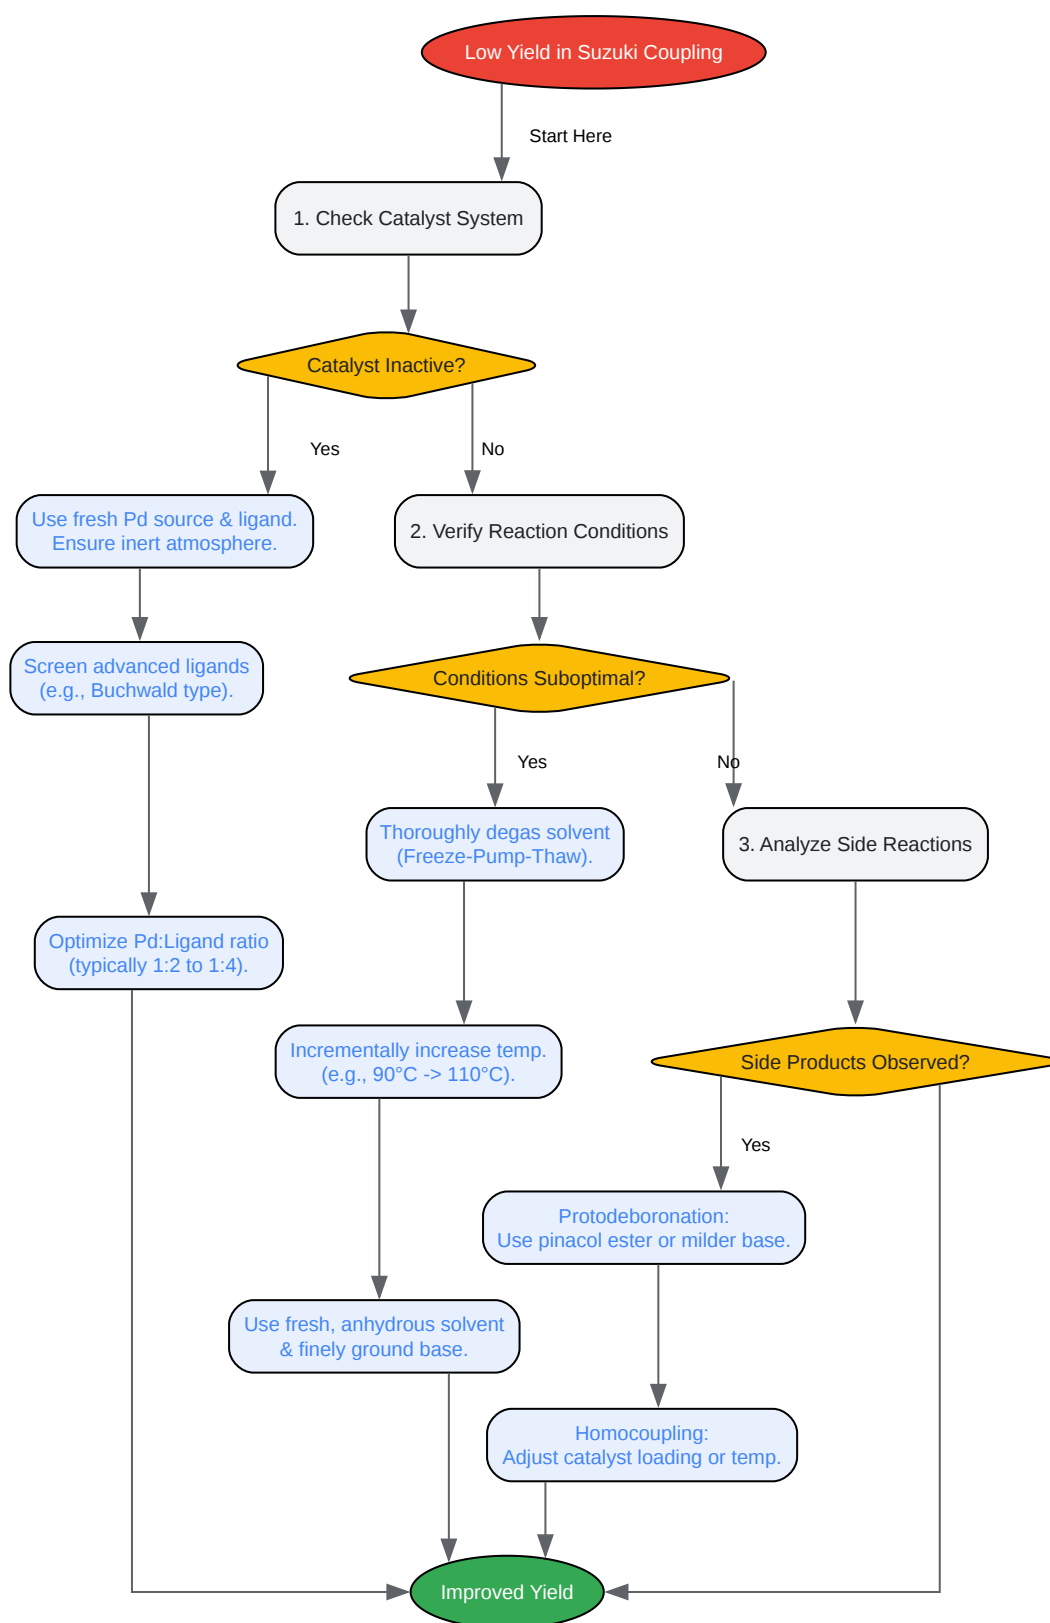 Low Yield in Suzuki Coupling
Start Here
1. Check Catalyst System
Catalyst Inactive?
Yes
No
Use fresh Pd source & ligand.
Ensure inert atmosphere.
2. Verify Reaction Conditions
Screen advanced ligands
(e.g., Buchwald type).
Conditions Suboptimal?
Yes
No
Thoroughly degas solvent
(Freeze-Pump-Thaw).
3. Analyze Side Reactions
Optimize Pd:Ligand ratio
(typically 1:2 to 1:4).
Incrementally increase temp.
(e.g., 90°C -> 110°C).
Side Products Observed?
Yes
Protodeboronation:
Use pinacol ester or milder base.
Use fresh, anhydrous solvent
& finely ground base.
Homocoupling:
Adjust catalyst loading or temp.
Improved Yield